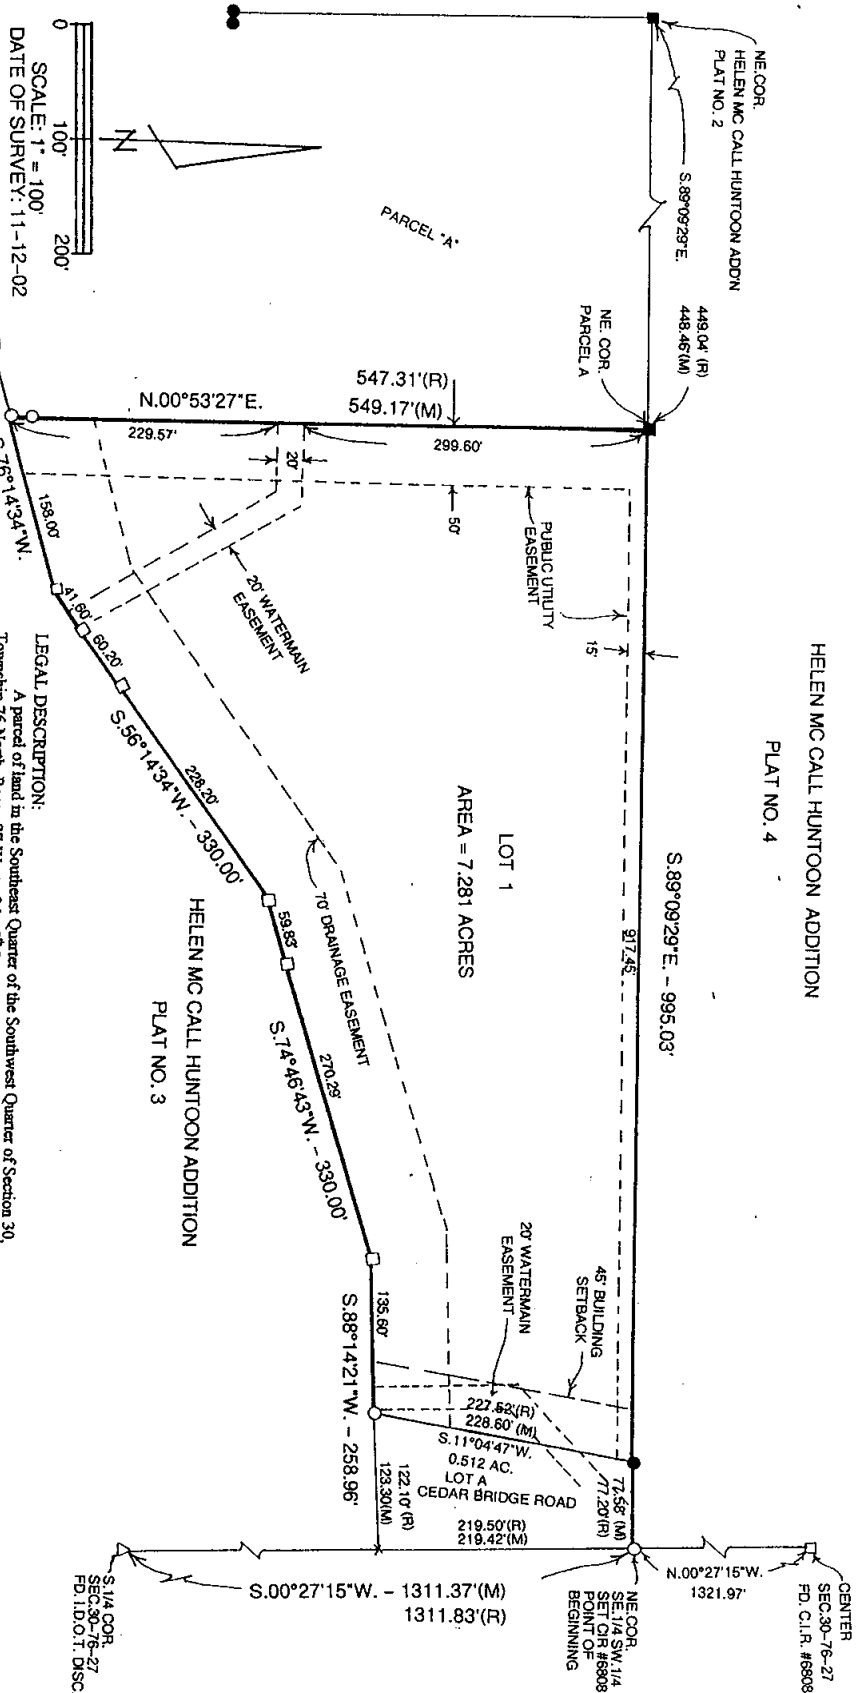 HELEN MC CALL HUNTOON ADDITION
PLAT NO. 4
NE. COR.
HELEN MC CALL HUNTOON ADD'N
PLAT NO. 2
S.89°09'29"E.
449.04' (R)
448.46'(M)
NE. COR.
PARCEL A
S.89°09'29"E. - 995.03'
917.45'
CENTER
SEC.30-76-27
FD. C.I.R. #6808
N.00°27'15"W.
1321.97'
NE.COR.
SE.1/4 SW.1/4
SET CIR #6808
POINT OF
BEGINNING
77.58' (M)
77.20'(R)
PARCEL "A"
547.31'(R)
549.17'(M)
N.00°53'27"E.
229.57'
299.60'
20'
50'
15'
PUBLIC UTILITY
EASEMENT
20' WATERMAIN
EASEMENT
LOT 1
AREA = 7.281 ACRES
45' BUILDING
SETBACK
20' WATERMAIN
EASEMENT
227.52'(R)
228.60' (M)
S.11°04'47"W.
0.512 AC.
LOT A
CEDAR BRIDGE ROAD
219.50'(R)
219.42'(M)
122.10' (R)
123.30'(M)
S.00°27'15"W. - 1311.37'(M)
1311.83'(R)
S.1/4 COR.
SEC.30-76-27
FD. I.D.O.T. DISC.
70' DRAINAGE EASEMENT
135.60'
S.88°14'21"W. - 258.96'
270.29'
59.83'
S.74°46'43"W. - 330.00'
228.20'
60.20'
41.60'
S.56°14'34"W. - 330.00'
158.00'
S.76°14'34"W.
HELEN MC CALL HUNTOON ADDITION
PLAT NO. 3
N
0 100' 200'
SCALE: 1" = 100'
DATE OF SURVEY: 11-12-02
LEGAL DESCRIPTION:
A parcel of land in the Southeast Quarter of the Southwest Quarter of Section 30,